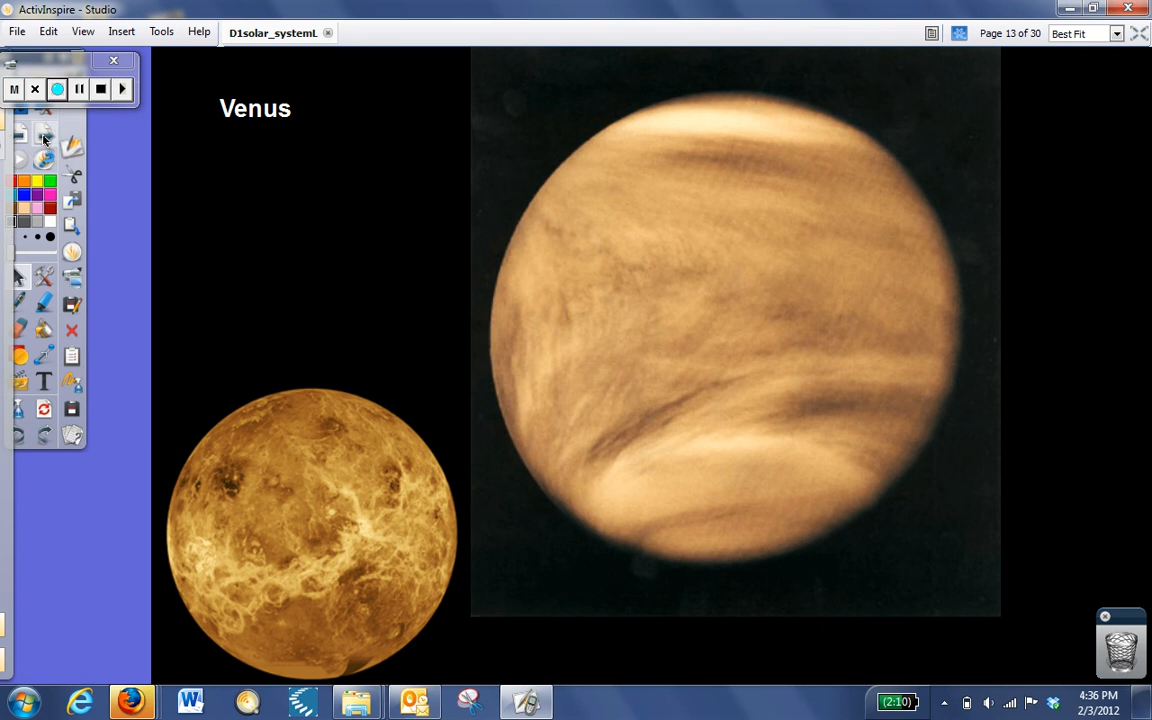 ActivInspire - Studio
File Edit View Insert Tools Help D1solar_systemL Page 13 of 30 Best Fit
M
Venus
T
W
(2:10)
4:36 PM
2/3/2012